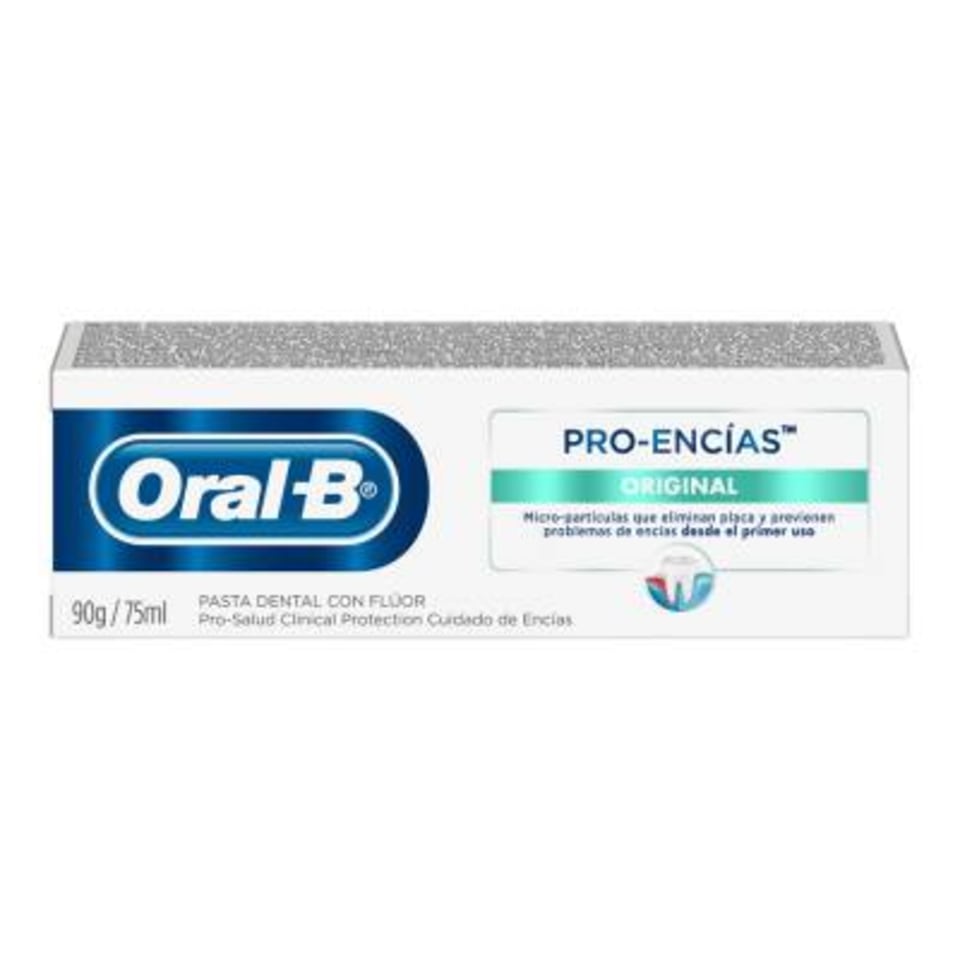 Oral-B®
PRO-ENCÍAS™
ORIGINAL
Micro-partículas que eliminan placa y previenen
problemas de encías desde el primer uso
90g / 75ml
PASTA DENTAL CON FLÚOR
Pro-Salud Clinical Protection Cuidado de Encías